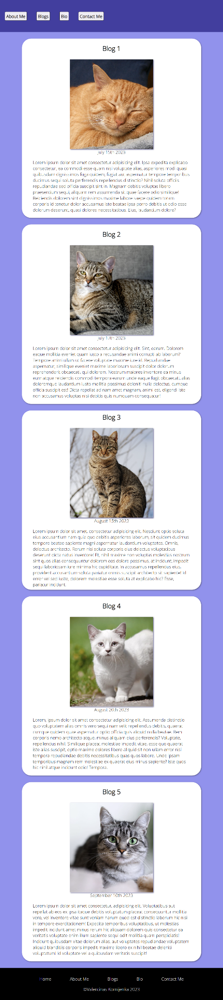 About Me Blogs Bio Contact Me
Blog 1
July 15th 2023
Lorem ipsum dolor sit amet consectetur adipisicing elit. Ipsa expedita explicabo
consectetur, ea commodi esse quam nisi voluptate alias, asperiores modi quasi
quibusdam dignissimos fuga quidem, fugiat aut aspernatur tempore temporibus
ducimus sequi soluta perferendis repellendus distinctio? Nihil soluta officiis
repudiandae sed officia suscipit sint in. Magnam debitis voluptas libero
praesentium sequi, aliquam rem assumenda sit quae facere odio similique!
Reiciendis dolorem sint dignissimos maxime labore saepe quidem totam
corporis id tenetur dolor accusamus iste beatae ipsa porro debitis ut odio esse
dolorum deserunt, quasi dolores necessitatibus. Eius, laudantium dolore?
Blog 2
July 17th 2023
Lorem ipsum dolor sit amet consectetur adipisicing elit. Sint, earum. Dolorem
eaque mollitia eveniet quam iusto a recusandae animi corrupti ab laborum?
Tempore animi ullam ut facere voluptate maxime iure id. Repudiandae
aspernatur, similique eveniet maxime laboriosam suscipit dolor dolorum
reprehenderit obcaecati, qui dolorem. Nostrum maiores inventore ea minus
eum atque reiciendis commodi tempora earum unde eaque fugit obcaecati, alias
doloremque laudantium iusto mollitia possimus deleniti nulla delectus, cumque
officia suscipit est! Dicta repellat ad nam amet magnam, animi est, eligendi iste
non accusamus voluptas nisi debitis quis numquam consequatur!
Blog 3
August 15th 2023
Lorem ipsum dolor sit amet, consectetur adipisicing elit. Nesciunt optio soluta
eius accusantium nam quia quo debitis asperiores laborum, sit quidem ducimus
tempore beatae sapiente magni aspernatur laudantium voluptates. Omnis,
delectus architecto. Rerum nisi soluta corporis eius delectus voluptatibus
deserunt dicta natus inventore! Et, nihil maxime non voluptas molestias nostrum
sint quos alias consequuntur dolorem eos dolore possimus, at incidunt, impedit
sequi laboriosam iure minima hic cupiditate. In accusamus repellendus eius,
provident accusantium soluta pariatur omnis suscipit architecto sit sapiente! Id
error vel sed iusto, dolorem molestiae esse soluta at explicabo hic? Esse,
pariatur incidunt.
Blog 4
August 20th 2023
Lorem, ipsum dolor sit amet consectetur adipisicing elit. Assumenda distinctio
quo voluptatem alias omnis vero sequi nam velit repellendus debitis, quaerat
cumque quidem quae aspernatur optio officia quis aliquid nulla beatae. Rem
corporis nemo architecto atque, minus aliquam eius perferendis? Voluptate,
repellendus nihil. Similique placeat molestiae impedit vitae, esse quo quaerat
iste alias suscipit, optio maxime dolores libero aliquid sit non ullam error nisi
tempora repudiandae debitis necessitatibus quas quos labore. Unde ipsam
temporibus magnam rem molestiae ex quaerat eius minus sapiente? Iste quos
hic nihil atque incidunt odio! Tempora.
Blog 5
September 10th 2023
Lorem ipsum dolor sit amet consectetur, adipisicing elit. Voluptatibus aut
repellat ab eos ex ipsa itaque debitis voluptatum placeat consequuntur mollitia
vero, vel inventore vitae sunt veniam harum quod est distinctio laborum hic nisi
in tempore exercitationem! Expedita temporibus voluptatibus, ut molestias
impedit incidunt amet minus rerum hic aliquam dolorem quis consectetur ea
veritatis voluptate enim illum sapiente sequi odit mollitia quam perspiciatis!
Incidunt quibusdam vitae dolorum alias, aut voluptates repudiandae voluptatem
aliquid blanditiis corporis impedit maxime libero ex nihil beatae deleniti
voluptatum! Id voluptate vel a quibusdam veritatis suscipit!
Home About Me Blogs Bio Contact Me
©Valentinas Kornijenka 2023